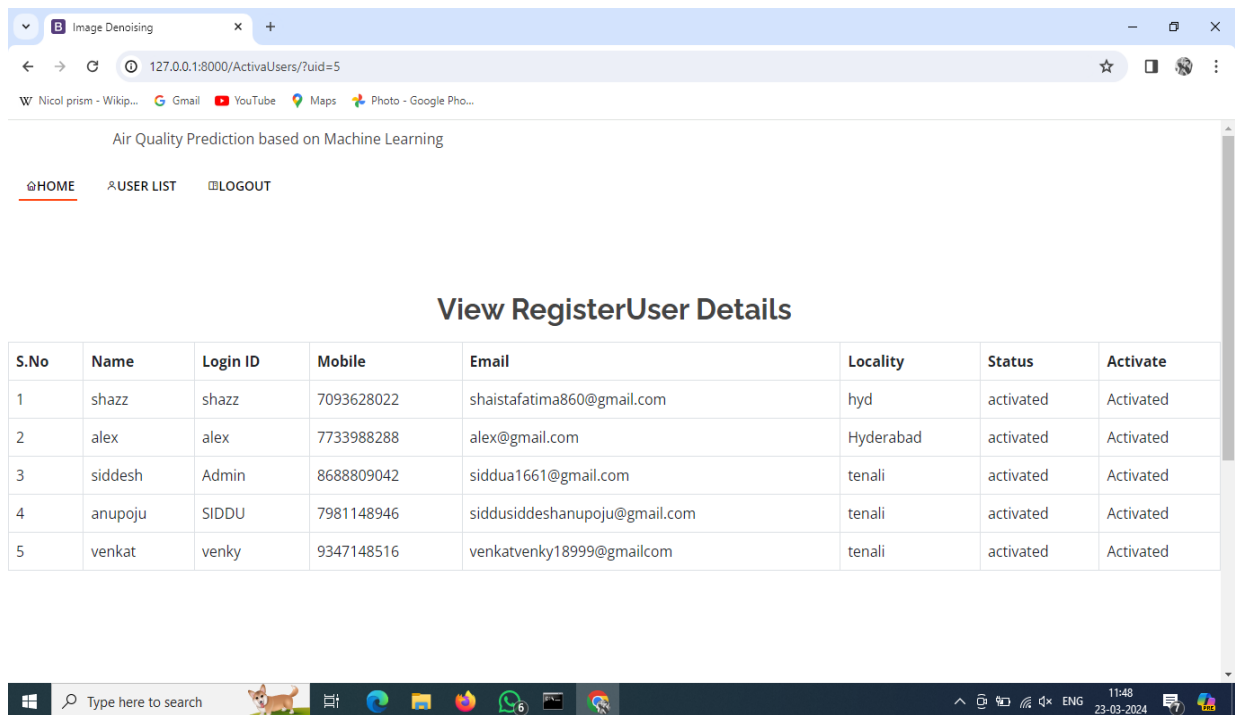 Image Denoising
127.0.0.1:8000/ActivaUsers/?uid=5
Nicol prism - Wikip... Gmail YouTube Maps Photo - Google Pho...
Air Quality Prediction based on Machine Learning
HOME USER LIST LOGOUT
View RegisterUser Details
S.No Name Login ID Mobile Email Locality Status Activate
1 shazz shazz 7093628022 shaistafatima860@gmail.com hyd activated Activated
2 alex alex 7733988288 alex@gmail.com Hyderabad activated Activated
3 siddesh Admin 8688809042 siddua1661@gmail.com tenali activated Activated
4 anupoju SIDDU 7981148946 siddusiddeshanupoju@gmail.com tenali activated Activated
5 venkat venky 9347148516 venkatvenky18999@gmailcom tenali activated Activated
Type here to search 6 ENG 11:48 7 PRE
23-03-2024